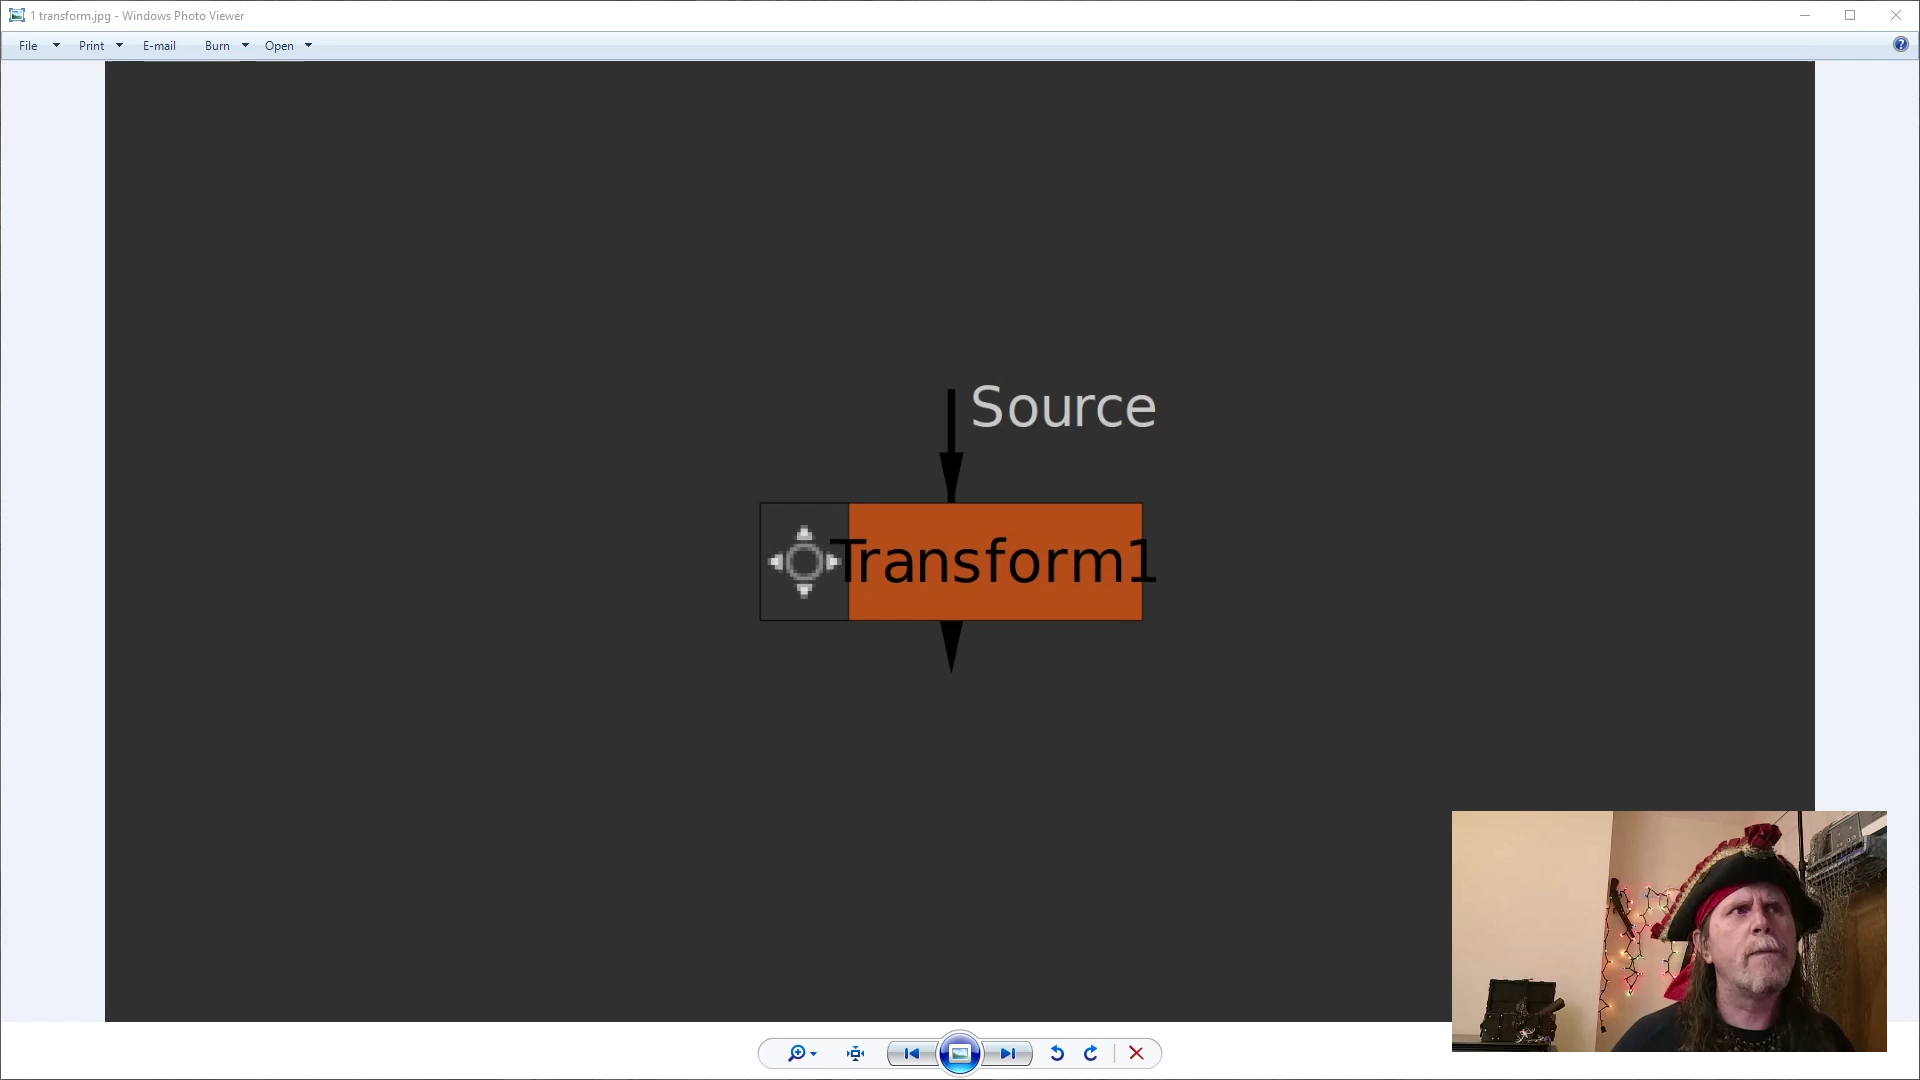 1 transform.jpg - Windows Photo Viewer
File Print E-mail Burn Open
Source
Transform1